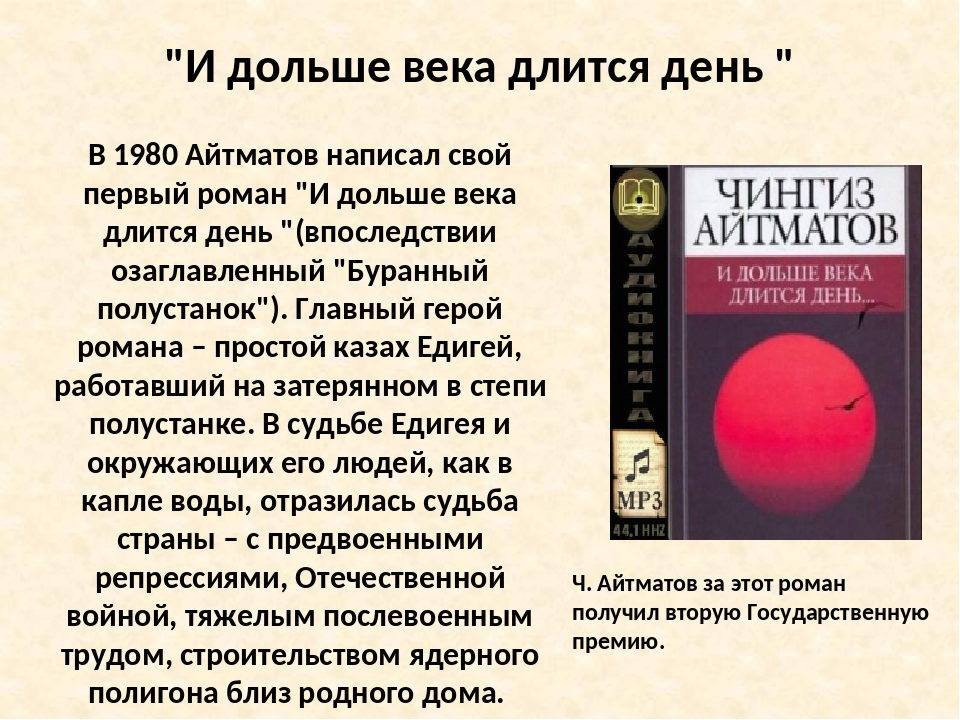 "И дольше века длится день "
В 1980 Айтматов написал свой
первый роман "И дольше века
длится день "(впоследствии
озаглавленный "Буранный
полустанок"). Главный герой
романа – простой казах Едигей,
работавший на затерянном в степи
полустанке. В судьбе Едигея и
окружающих его людей, как в
капле воды, отразилась судьба
страны – с предвоенными
репрессиями, Отечественной
войной, тяжелым послевоенным
трудом, строительством ядерного
полигона близ родного дома.
ЧИНГИЗ
АЙТМАТОВ
И ДОЛЬШЕ ВЕКА
ДЛИТСЯ ДЕНЬ...
АУДИОКНИГА
MP3
44,1 HHZ
Ч. Айтматов за этот роман
получил вторую Государственную
премию.